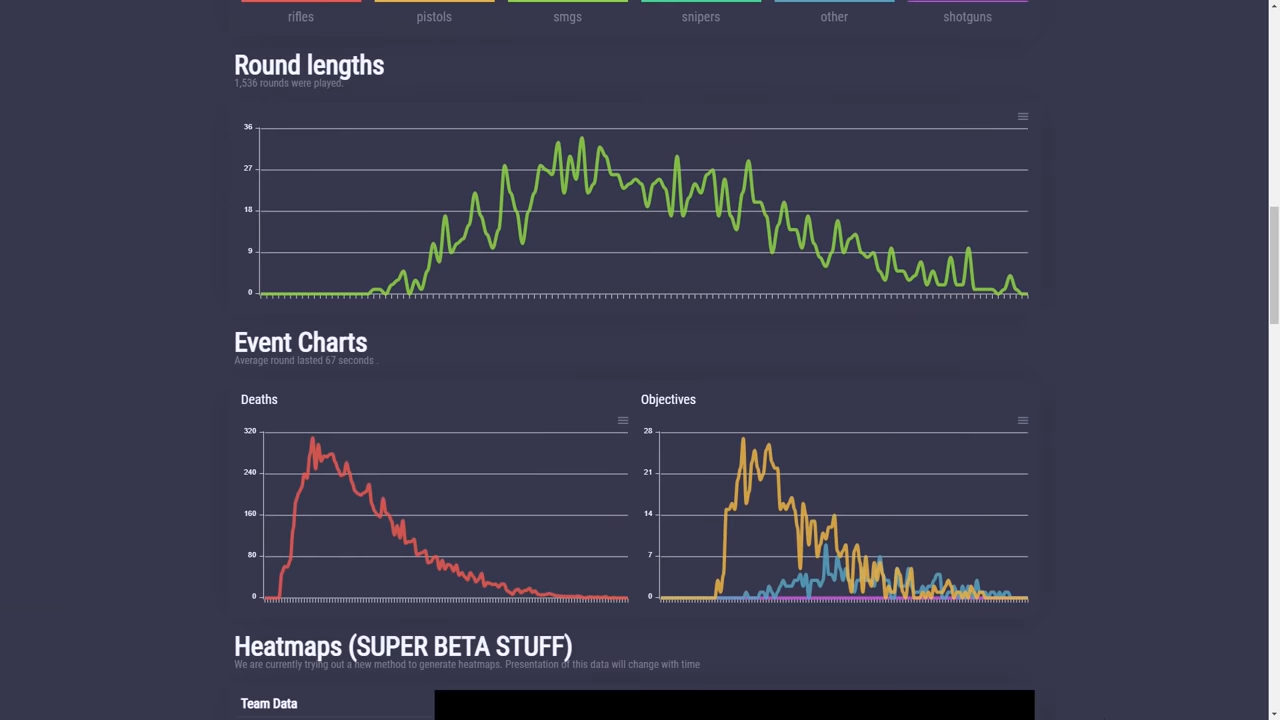 rifles pistols smgs snipers other shotguns
Round lengths
1,536 rounds were played.
36
27
18
9
0
Event Charts
Average round lasted 67 seconds .
Deaths
320
240
160
80
0
Objectives
28
21
14
7
0
Heatmaps (SUPER BETA STUFF)
We are currently trying out a new method to generate heatmaps. Presentation of this data will change with time
Team Data